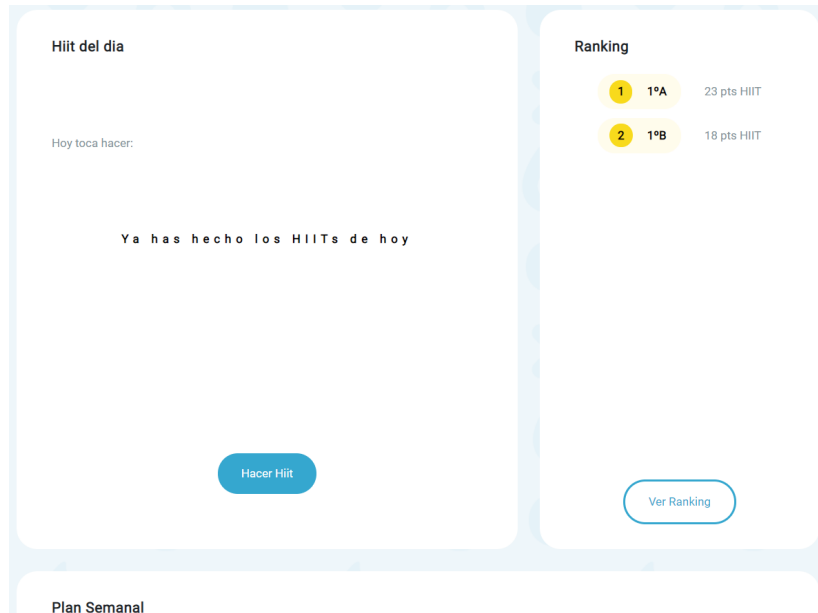 Hiit del dia
Hoy toca hacer:
Ya has hecho los HIITs de hoy
Hacer Hiit
Ranking
1 1ºA 23 pts HIIT
2 1ºB 18 pts HIIT
Ver Ranking
Plan Semanal